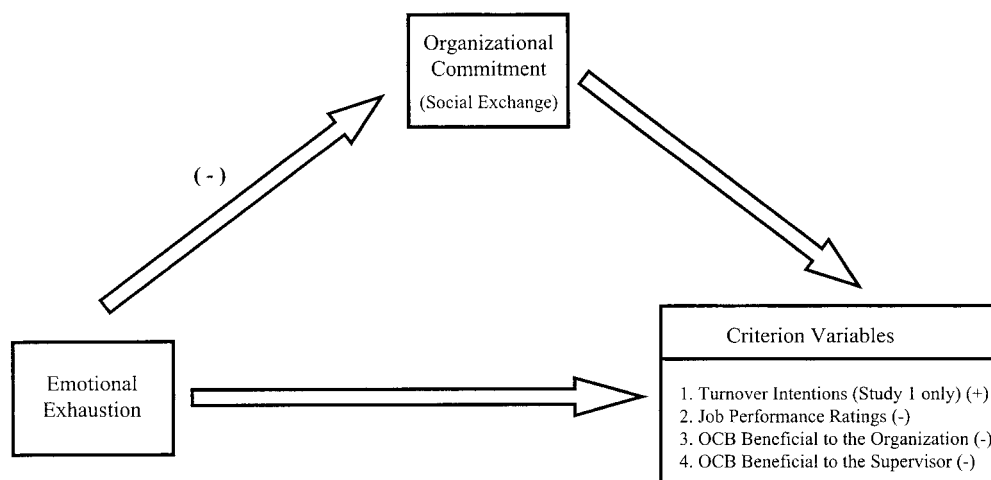 Organizational
Commitment
(Social Exchange)
(-)
Emotional
Exhaustion
Criterion Variables
1. Turnover Intentions (Study 1 only) (+)
2. Job Performance Ratings (-)
3. OCB Beneficial to the Organization (-)
4. OCB Beneficial to the Supervisor (-)